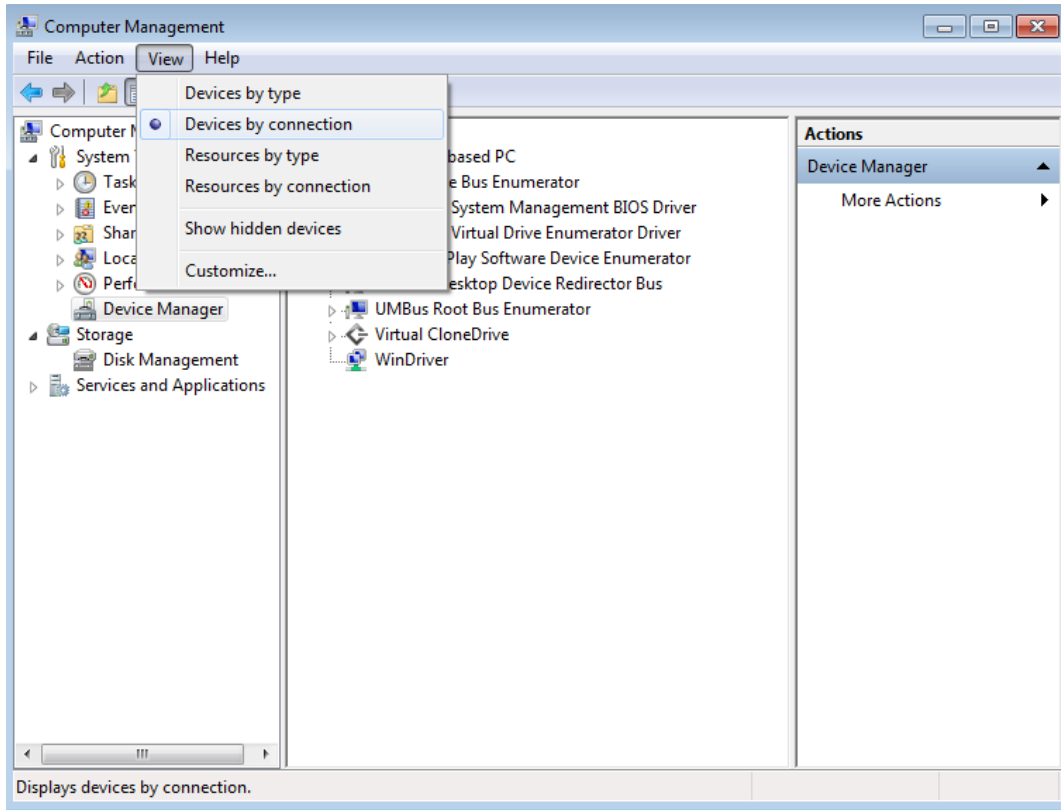 Computer Management
File Action View Help
Devices by type
Devices by connection
Resources by type
Resources by connection
Show hidden devices
Customize...
Computer
System
Task
Even
Shar
Loca
Perf
Device Manager
Storage
Disk Management
Services and Applications
based PC
e Bus Enumerator
System Management BIOS Driver
Virtual Drive Enumerator Driver
Play Software Device Enumerator
esktop Device Redirector Bus
UMBus Root Bus Enumerator
Virtual CloneDrive
WinDriver
Actions
Device Manager
More Actions
Displays devices by connection.